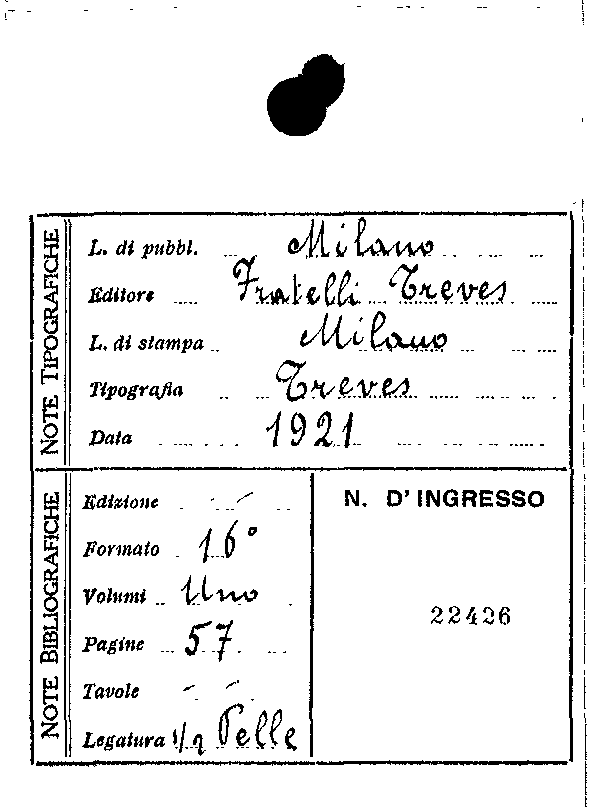 NOTE TIPOGRAFICHE
L. di pubbl. Milano
Editore Fratelli Treves
L. di stampa Milano
Tipografia Treves
Data 1921
NOTE BIBLIOGRAFICHE
Edizione - -
Formato 16°
Volumi Uno
Pagine 57
Tavole - -
Legatura 1/2 Pelle
N. D'INGRESSO
22426